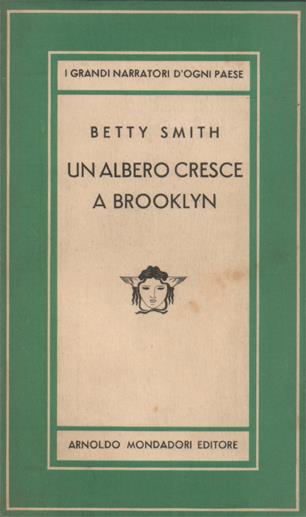 I GRANDI NARRATORI D'OGNI PAESE
BETTY SMITH
UN ALBERO CRESCE
A BROOKLYN
ARNOLDO MONDADORI EDITORE